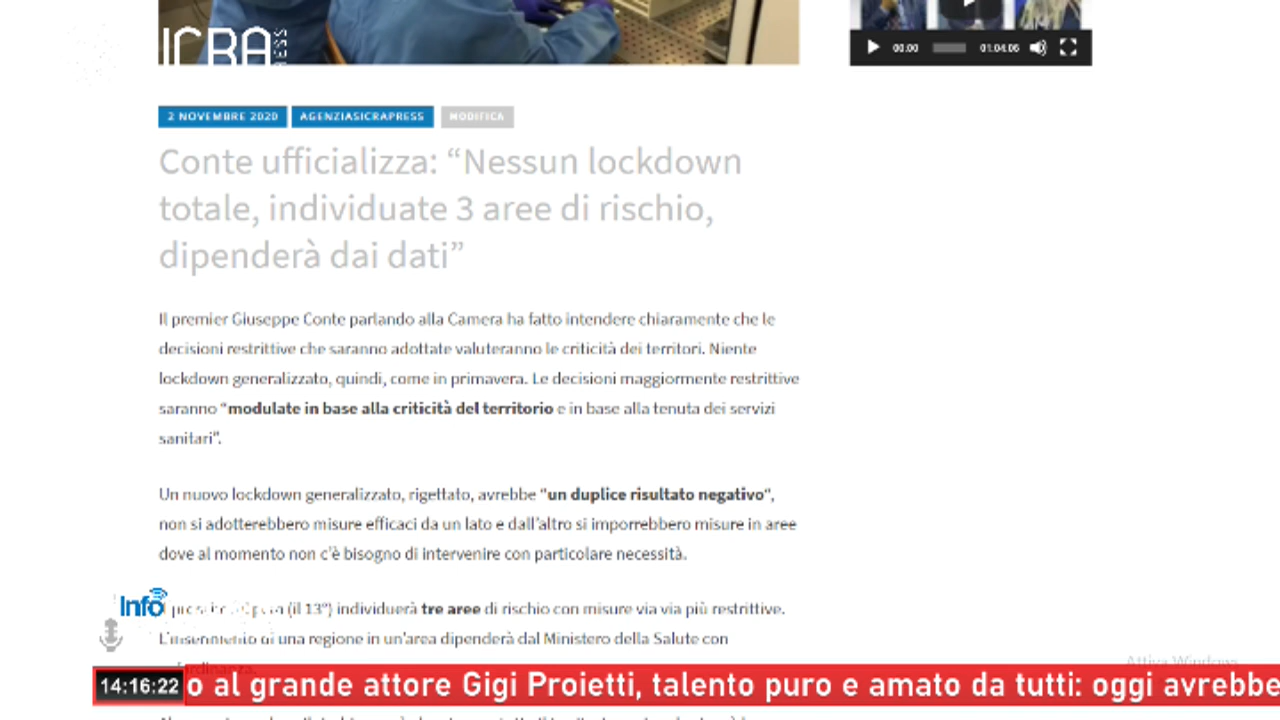 ICRA
00:00
01:04:06
2 NOVEMBRE 2020
AGENZIASICRAPRESS
MODIFICA
Conte ufficializza: “Nessun lockdown
totale, individuate 3 aree di rischio,
dipenderà dai dati”
Il premier Giuseppe Conte parlando alla Camera ha fatto intendere chiaramente che le
decisioni restrittive che saranno adottate valuteranno le criticità dei territori. Niente
lockdown generalizzato, quindi, come in primavera. Le decisioni maggiormente restrittive
saranno “modulate in base alla criticità del territorio e in base alla tenuta dei servizi
sanitari”.
Un nuovo lockdown generalizzato, rigettato, avrebbe “un duplice risultato negativo“,
non si adotterebbero misure efficaci da un lato e dall’altro si imporrebbero misure in aree
dove al momento non c’è bisogno di intervenire con particolare necessità.
Info
(il 13°) individuerà tre aree di rischio con misure via via più restrittive.
L’inserimento di una regione in un’area dipenderà dal Ministero della Salute con
Attiva Windows
14:16:22
o al grande attore Gigi Proietti, talento puro e amato da tutti: oggi avrebbe